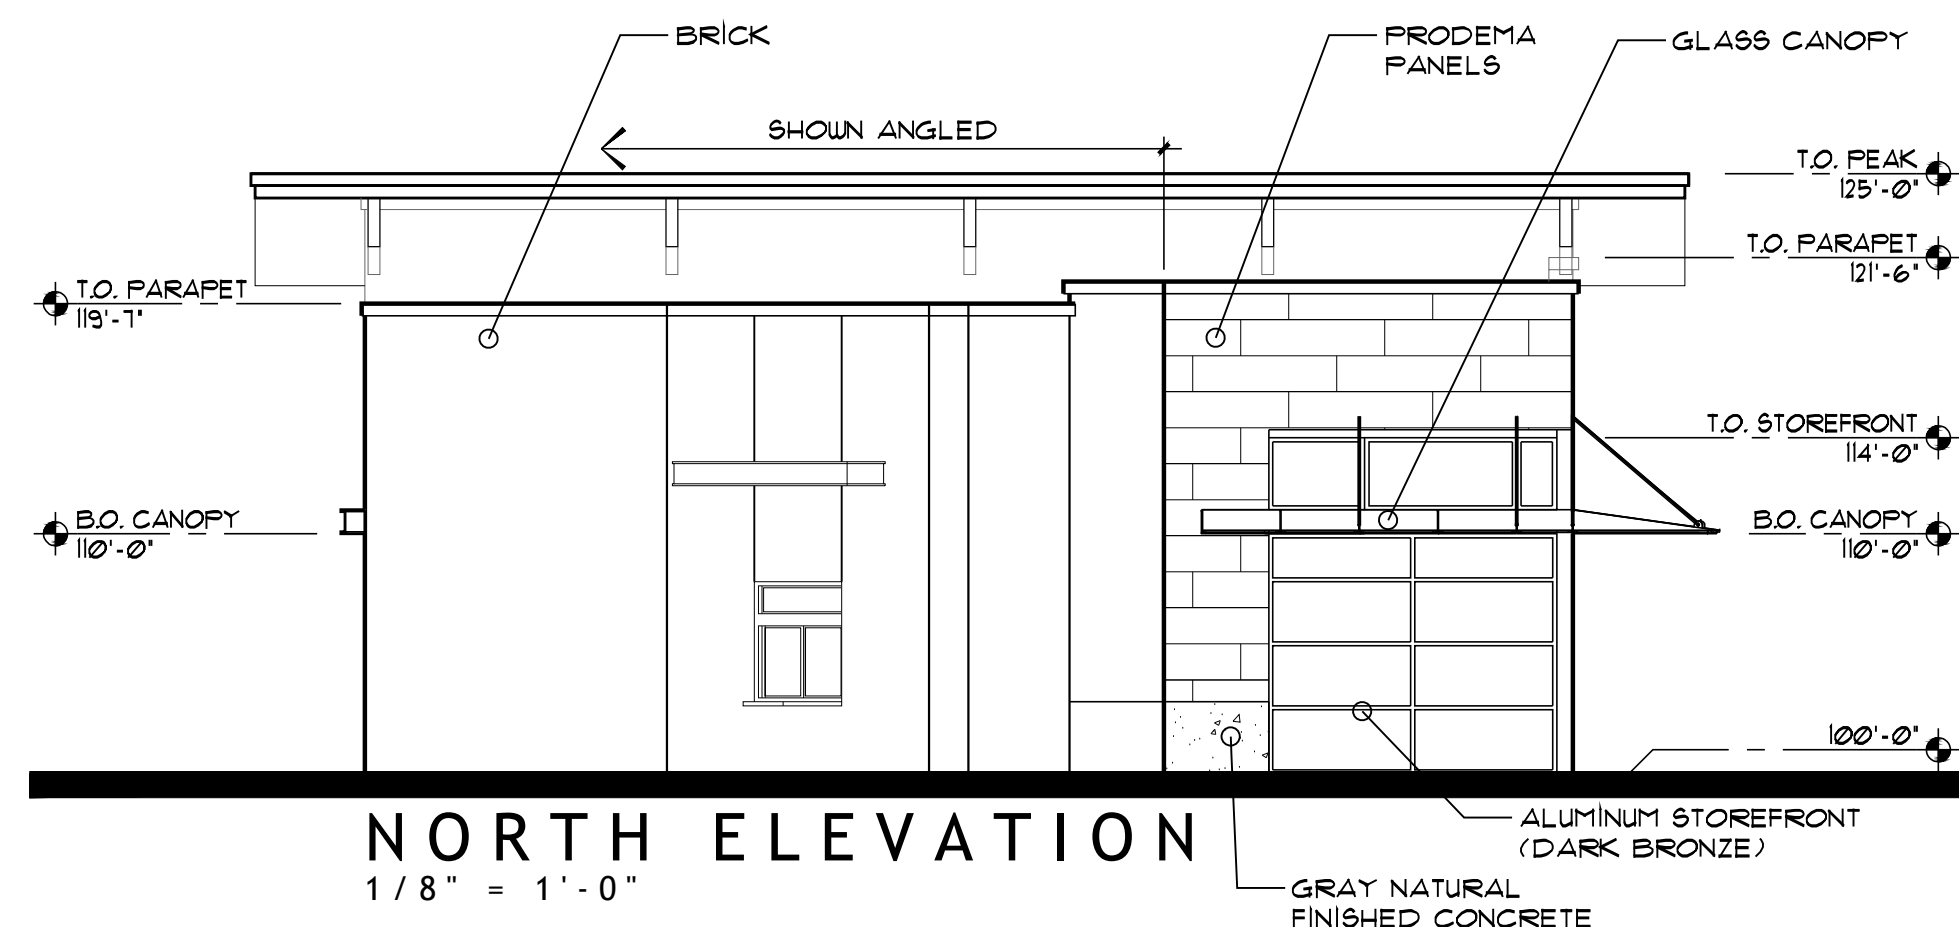 BRICK
PRODEMA
PANELS
GLASS CANOPY
SHOWN ANGLED
T.O. PEAK
125'-0"
T.O. PARAPET
121'-6"
T.O. PARAPET
119'-7"
T.O. STOREFRONT
114'-0"
B.O. CANOPY
110'-0"
B.O. CANOPY
110'-0"
100'-0"
NORTH ELEVATION
1/8" = 1'-0"
ALUMINUM STOREFRONT
(DARK BRONZE)
GRAY NATURAL
FINISHED CONCRETE